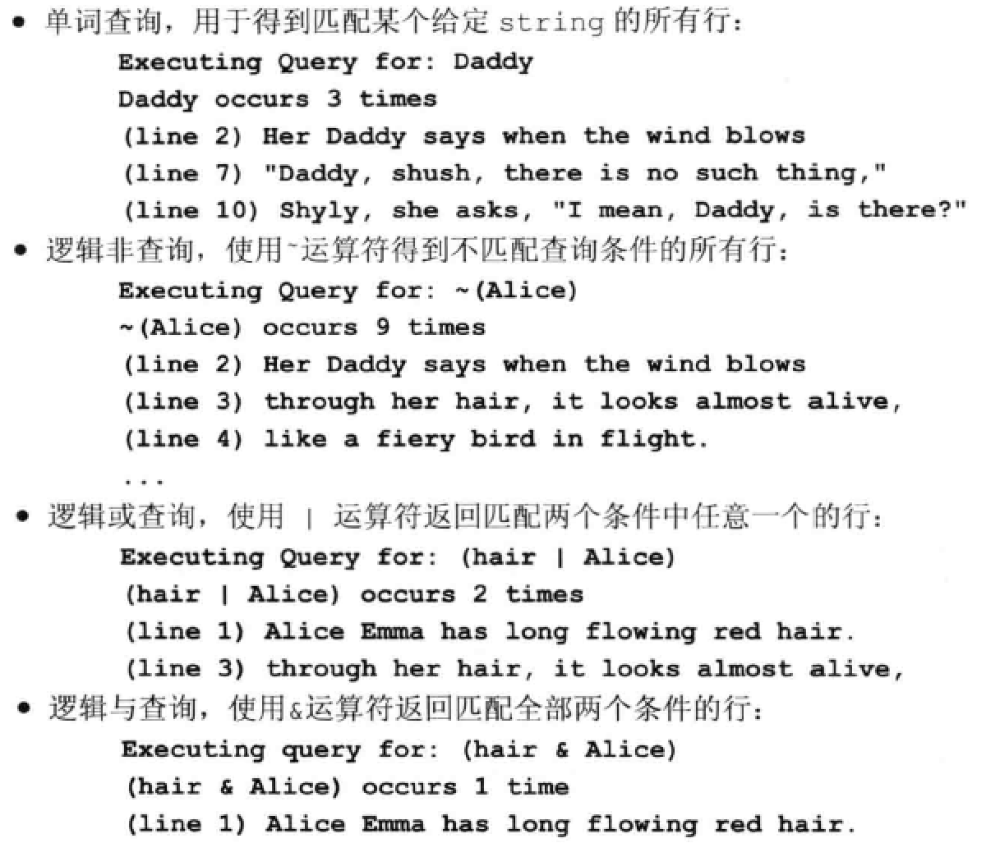 • 单词查询，用于得到匹配某个给定 string 的所有行：
Executing Query for: Daddy
Daddy occurs 3 times
(line 2) Her Daddy says when the wind blows
(line 7) "Daddy, shush, there is no such thing,"
(line 10) Shyly, she asks, "I mean, Daddy, is there?"
• 逻辑非查询，使用~运算符得到不匹配查询条件的所有行：
Executing Query for: ~(Alice)
~(Alice) occurs 9 times
(line 2) Her Daddy says when the wind blows
(line 3) through her hair, it looks almost alive,
(line 4) like a fiery bird in flight.
...
• 逻辑或查询，使用 | 运算符返回匹配两个条件中任意一个的行：
Executing Query for: (hair | Alice)
(hair | Alice) occurs 2 times
(line 1) Alice Emma has long flowing red hair.
(line 3) through her hair, it looks almost alive,
• 逻辑与查询，使用&运算符返回匹配全部两个条件的行：
Executing query for: (hair & Alice)
(hair & Alice) occurs 1 time
(line 1) Alice Emma has long flowing red hair.